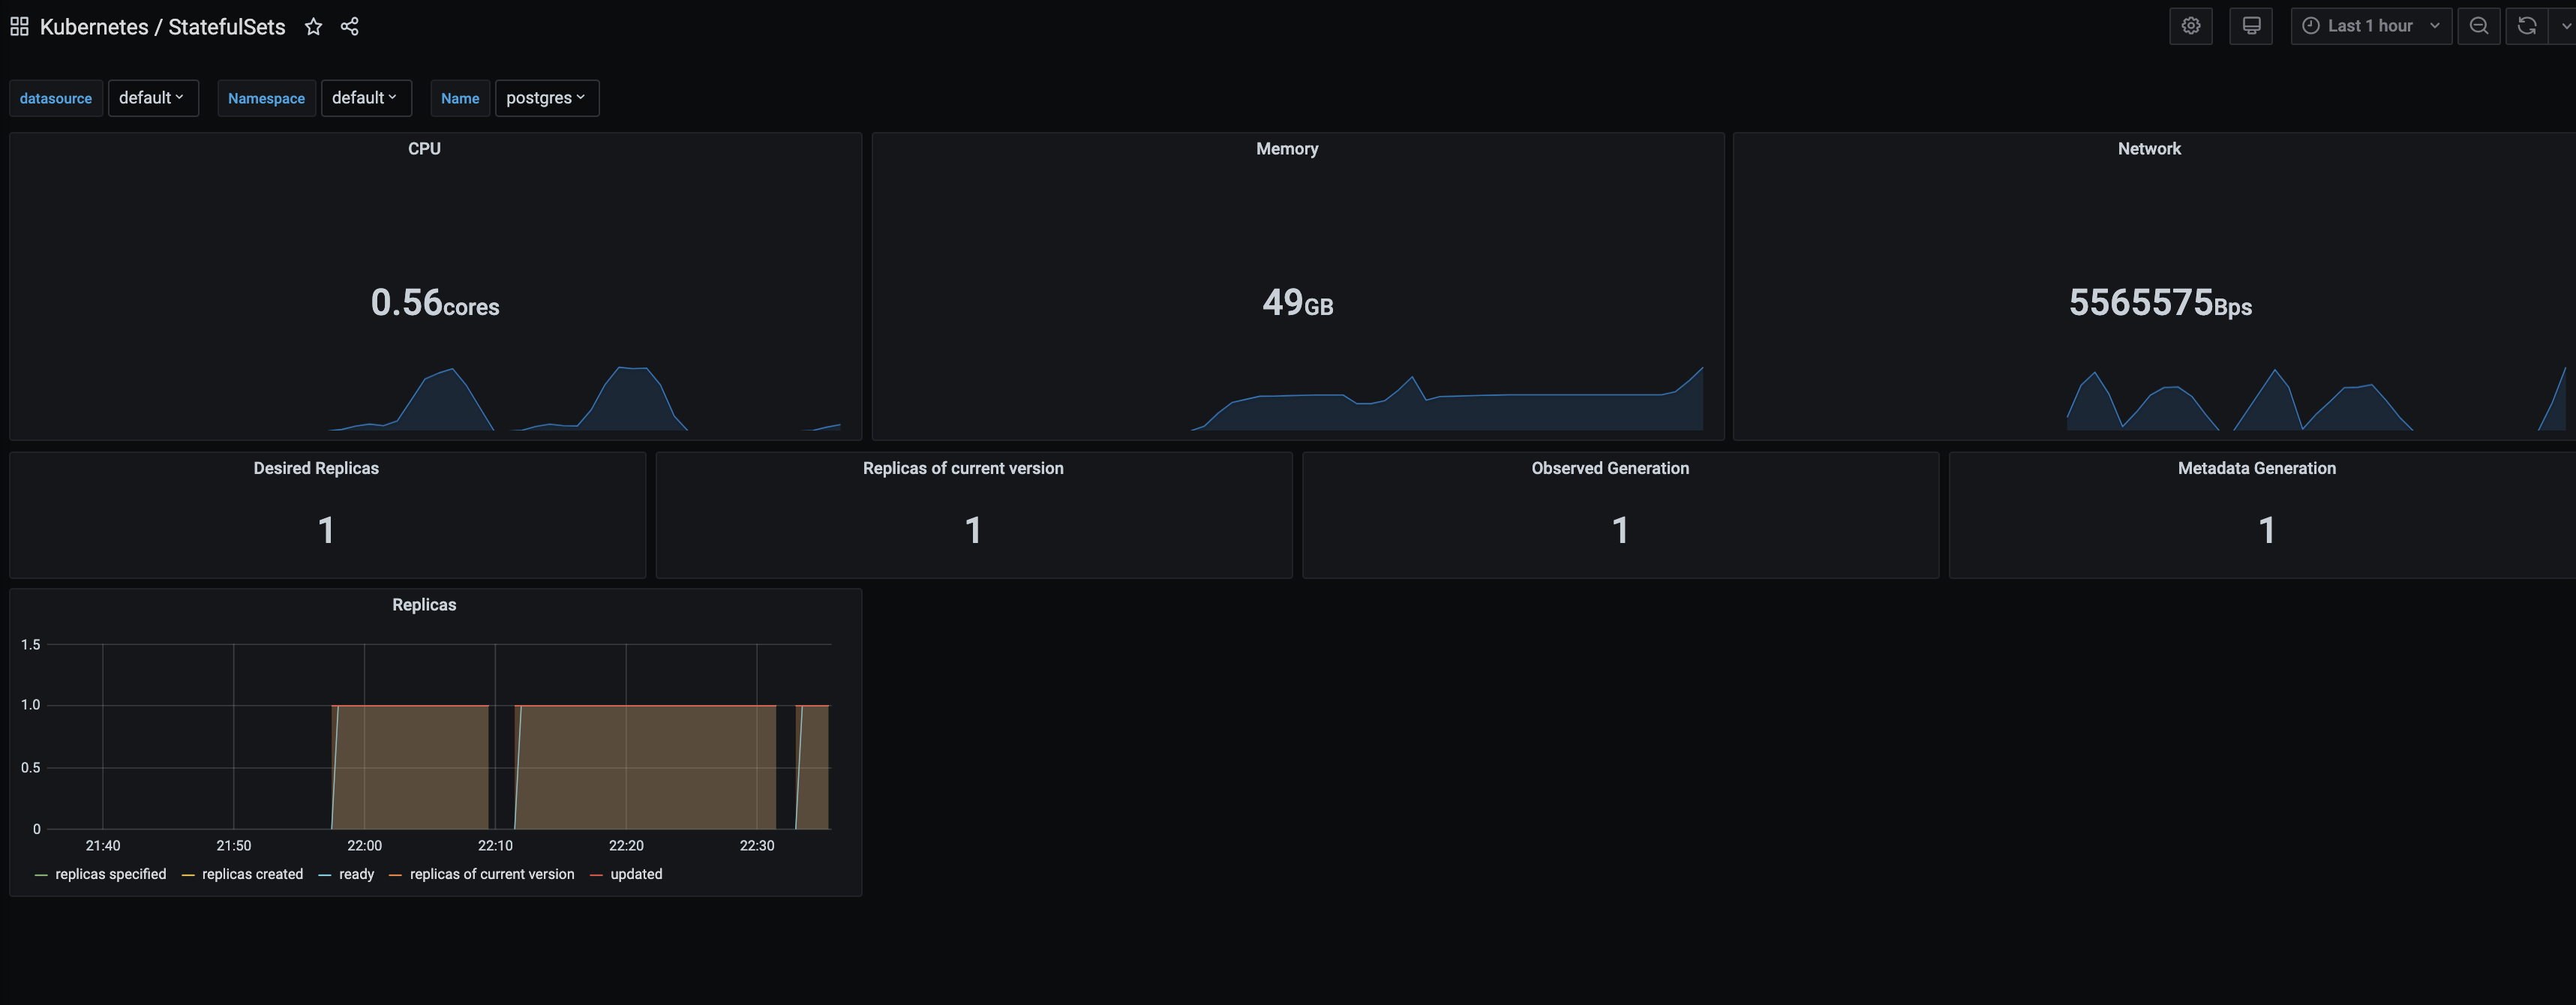 Kubernetes / StatefulSets
Last 1 hour
datasource default Namespace default Name postgres
CPU
0.56cores
Memory
49GB
Network
5565575Bps
Desired Replicas
1
Replicas of current version
1
Observed Generation
1
Metadata Generation
1
Replicas
1.5
1.0
0.5
0
21:40 21:50 22:00 22:10 22:20 22:30
replicas specified replicas created ready replicas of current version updated